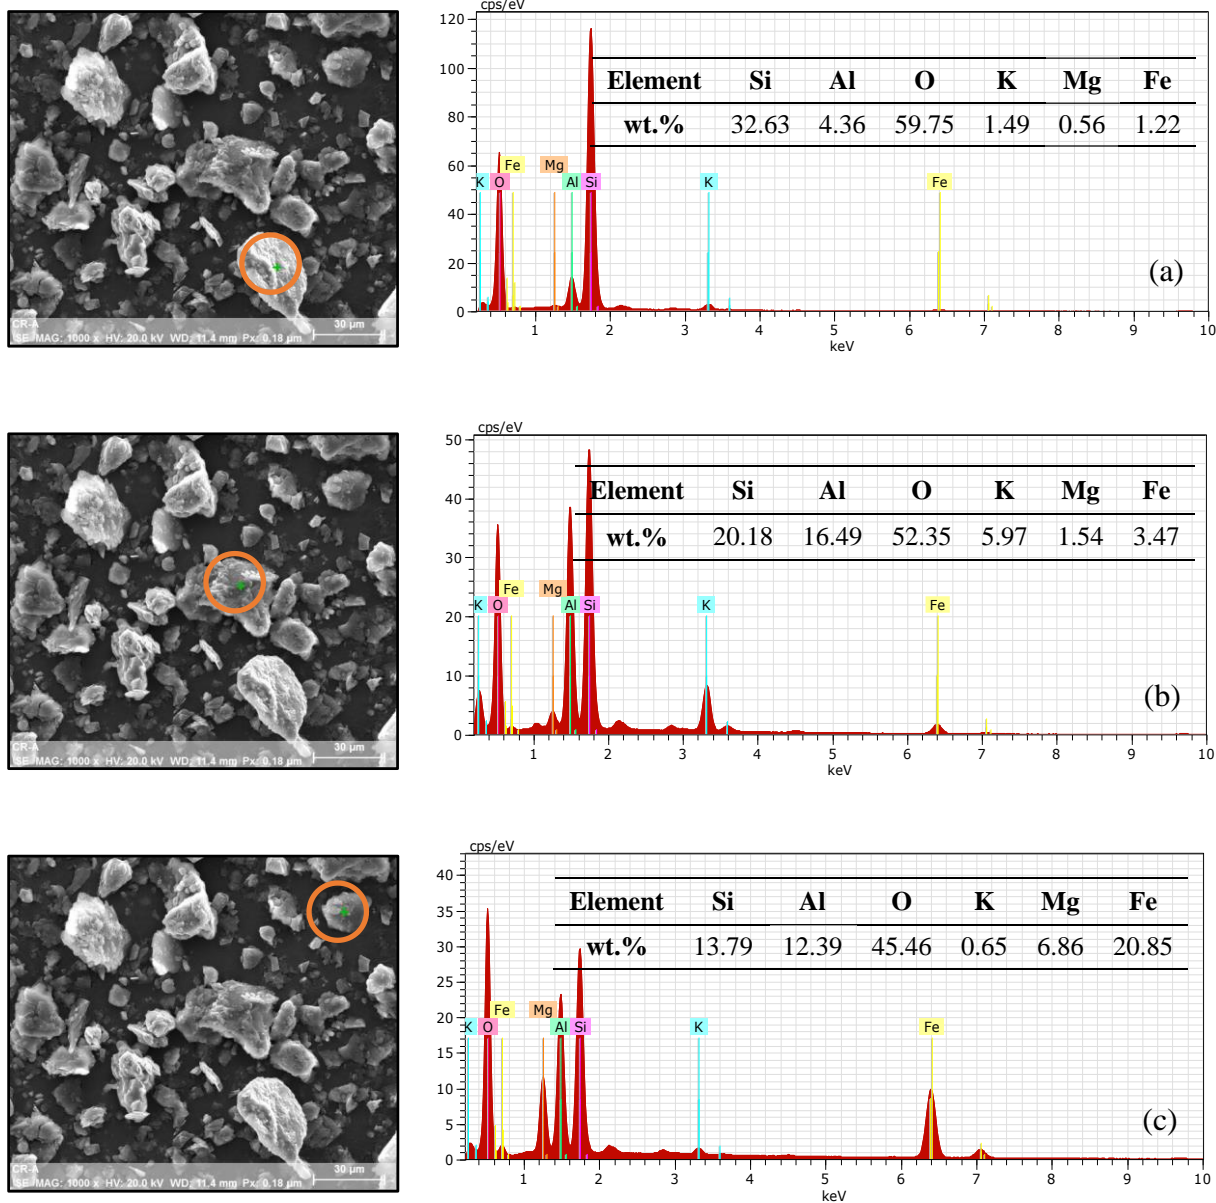 cps/eV
120
100
80
60
40
20
0
Element Si Al O K Mg Fe
wt.% 32.63 4.36 59.75 1.49 0.56 1.22
Fe Mg
K O Al Si K Fe
(a)
1 2 3 4 5 6 7 8 9 10
keV
CR-A 30 µm
SE MAG: 1000 x HV: 20.0 kV WD: 11.4 mm Px: 0.18 µm
cps/eV
50
40
30
20
10
0
Element Si Al O K Mg Fe
wt.% 20.18 16.49 52.35 5.97 1.54 3.47
Fe Mg
K O Al Si K Fe
(b)
1 2 3 4 5 6 7 8 9 10
keV
CR-A 30 µm
SE MAG: 1000 x HV: 20.0 kV WD: 11.4 mm Px: 0.18 µm
cps/eV
40
35
30
25
20
15
10
5
0
Element Si Al O K Mg Fe
wt.% 13.79 12.39 45.46 0.65 6.86 20.85
Fe Mg
K O Al Si K Fe
(c)
1 2 3 4 5 6 7 8 9 10
keV
CR-A 30 µm
SE MAG: 1000 x HV: 20.0 kV WD: 11.4 mm Px: 0.18 µm